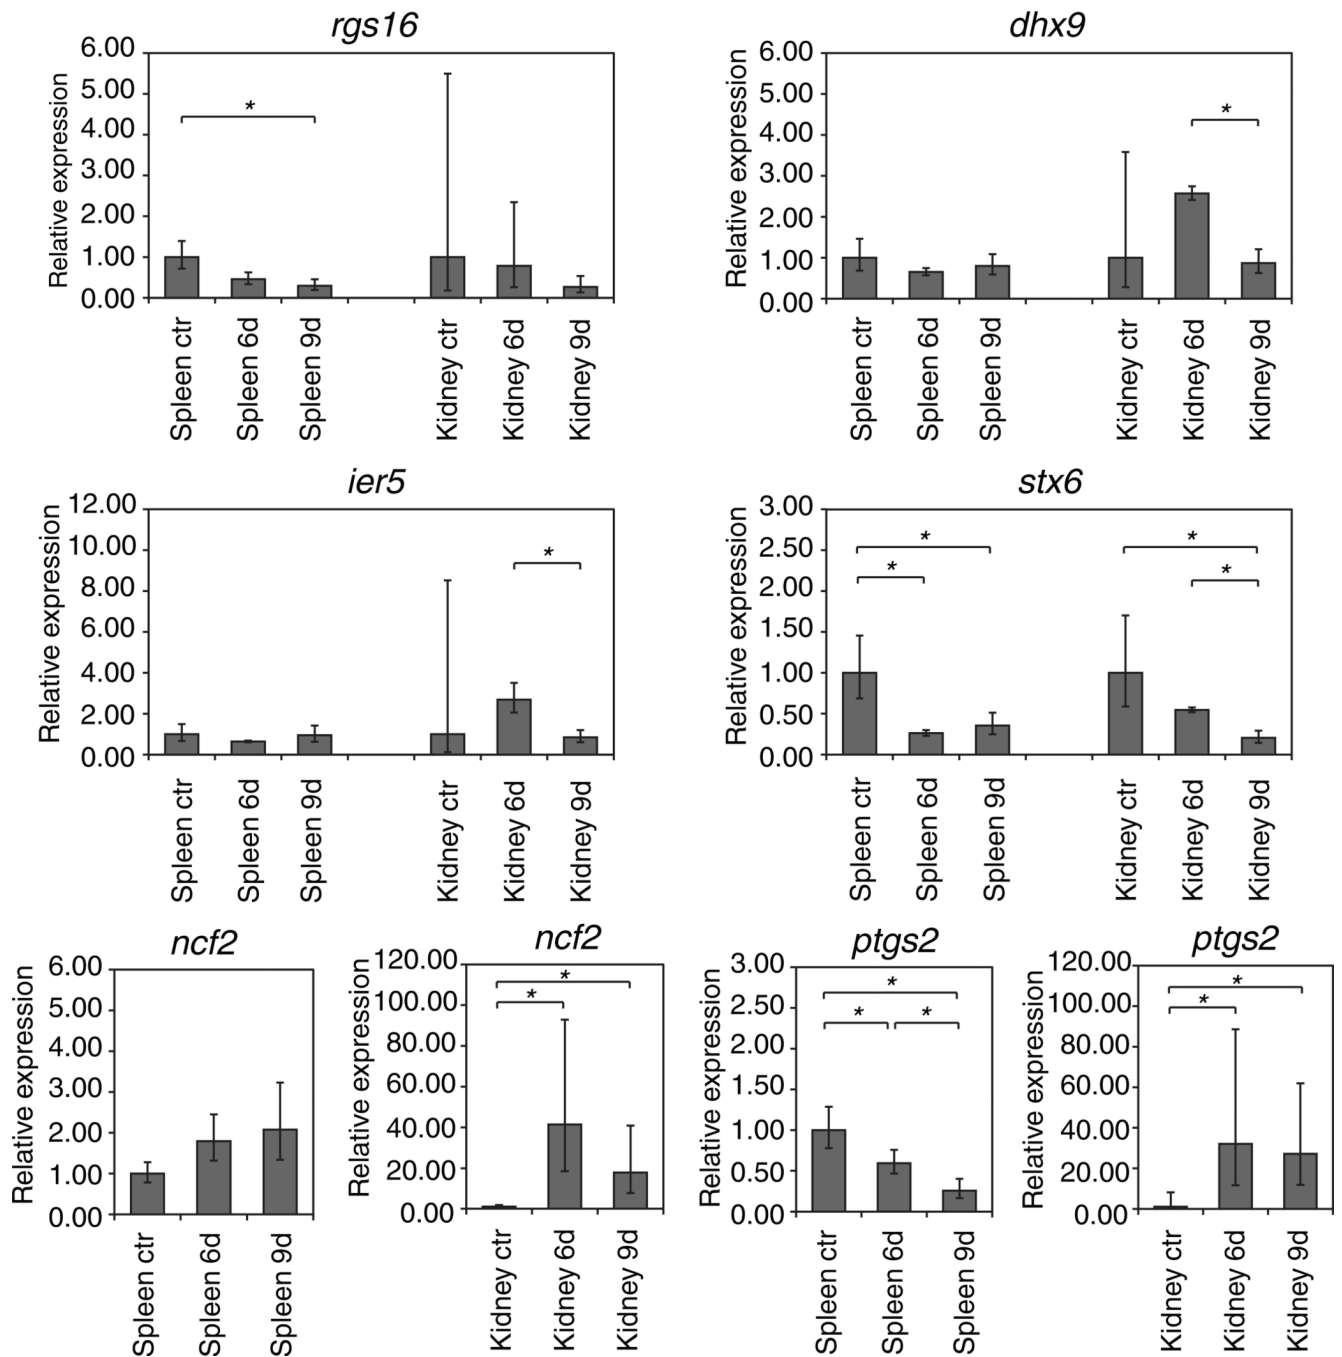 rgs16
Relative expression
6.00
5.00
4.00
3.00
2.00
1.00
0.00
*
Spleen ctr
Spleen 6d
Spleen 9d
Kidney ctr
Kidney 6d
Kidney 9d
dhx9
Relative expression
6.00
5.00
4.00
3.00
2.00
1.00
0.00
*
Spleen ctr
Spleen 6d
Spleen 9d
Kidney ctr
Kidney 6d
Kidney 9d
ier5
Relative expression
12.00
10.00
8.00
6.00
4.00
2.00
0.00
*
Spleen ctr
Spleen 6d
Spleen 9d
Kidney ctr
Kidney 6d
Kidney 9d
stx6
Relative expression
3.00
2.50
2.00
1.50
1.00
0.50
0.00
*
*
*
*
Spleen ctr
Spleen 6d
Spleen 9d
Kidney ctr
Kidney 6d
Kidney 9d
ncf2
Relative expression
6.00
5.00
4.00
3.00
2.00
1.00
0.00
Spleen ctr
Spleen 6d
Spleen 9d
ncf2
Relative expression
120.00
100.00
80.00
60.00
40.00
20.00
0.00
*
*
Kidney ctr
Kidney 6d
Kidney 9d
ptgs2
Relative expression
3.00
2.50
2.00
1.50
1.00
0.50
0.00
*
*
*
Spleen ctr
Spleen 6d
Spleen 9d
ptgs2
Relative expression
120.00
100.00
80.00
60.00
40.00
20.00
0.00
*
*
Kidney ctr
Kidney 6d
Kidney 9d